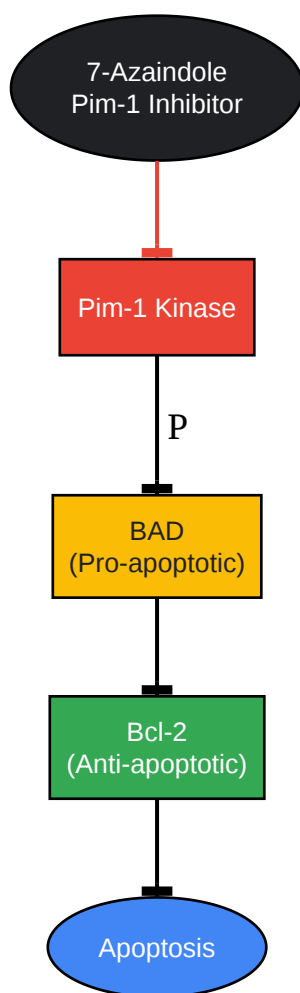 7-Azaindole
Pim-1 Inhibitor
Pim-1 Kinase
P
BAD
(Pro-apoptotic)
Bcl-2
(Anti-apoptotic)
Apoptosis